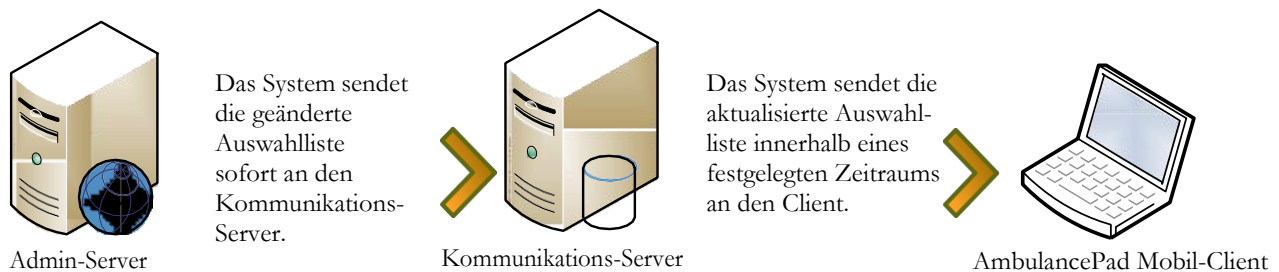 Das System sendet
die geänderte
Auswahlliste
sofort an den
Kommunikations-
Server.
Das System sendet die
aktualisierte Auswahl-
liste innerhalb eines
festgelegten Zeitraums
an den Client.
Admin-Server
Kommunikations-Server
AmbulancePad Mobil-Client